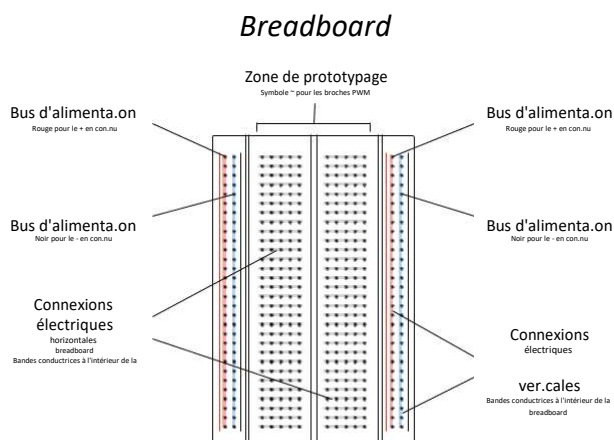 Breadboard
Zone de prototypage
Symbole ~ pour les broches PWM
Bus d'alimenta.on
Rouge pour le + en con.nu
Bus d'alimenta.on
Rouge pour le + en con.nu
Bus d'alimenta.on
Noir pour le - en con.nu
Bus d'alimenta.on
Noir pour le - en con.nu
Connexions
électriques
horizontales
breadboard
Bandes conductrices à l'intérieur de la
Connexions
électriques
ver.cales
Bandes conductrices à l'intérieur de la
breadboard